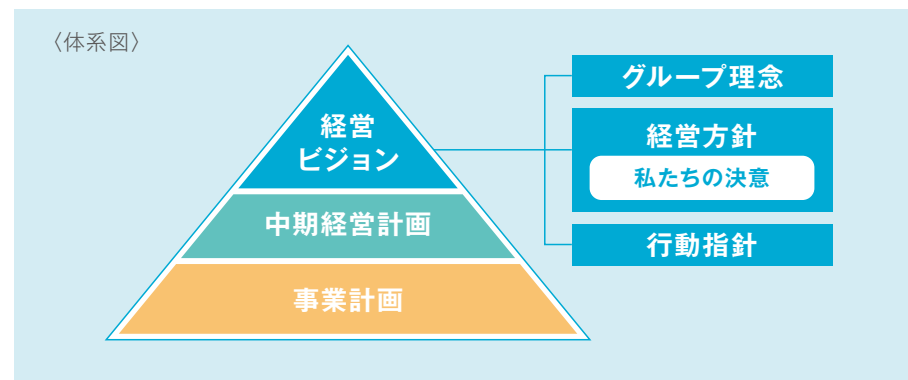 〈体系図〉
経営
ビジョン
中期経営計画
事業計画
グループ理念
経営方針
私たちの決意
行動指針